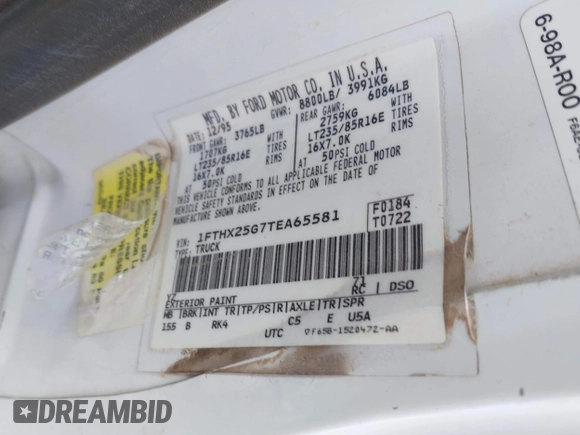 MFD. BY FORD MOTOR CO. IN U.S.A.
12/95 GVWR: 8800LB/ 3991KG
FRONT GAWR: 3765LB
1707KG
LT235/85R16E TIRES
16X7.0K RIMS
AT 50PSI COLD
REAR GAWR: 6084LB
2759KG
LT235/85R16E TIRES
16X7.0K RIMS
AT 50PSI COLD
THIS VEHICLE CONFORMS TO ALL APPLICABLE FEDERAL MOTOR
VEHICLE SAFETY STANDARDS IN EFFECT ON THE DATE OF
MANUFACTURE SHOWN ABOVE
VIN: 1FTHX25G7TEA65581
TYPE: TRUCK
F0184
T0722
YZ
EXTERIOR PAINT
71
RC | DSO
WB |BRK|INT TR|TP/PS|R|AXLE|TR|SPR
155 B RK4 C5 E U5A
UTC F65B-1520472-AA
6-98A-R00
DREAMBID